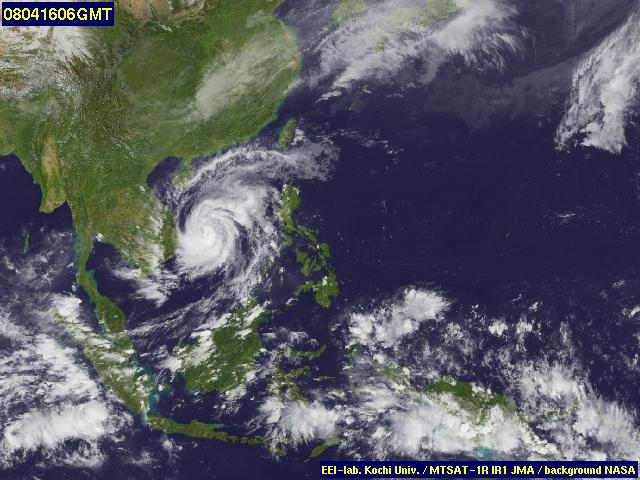 08041606GMT
EEI-lab. Kochi Univ. / MTSAT-1R IR1 JMA / background NASA